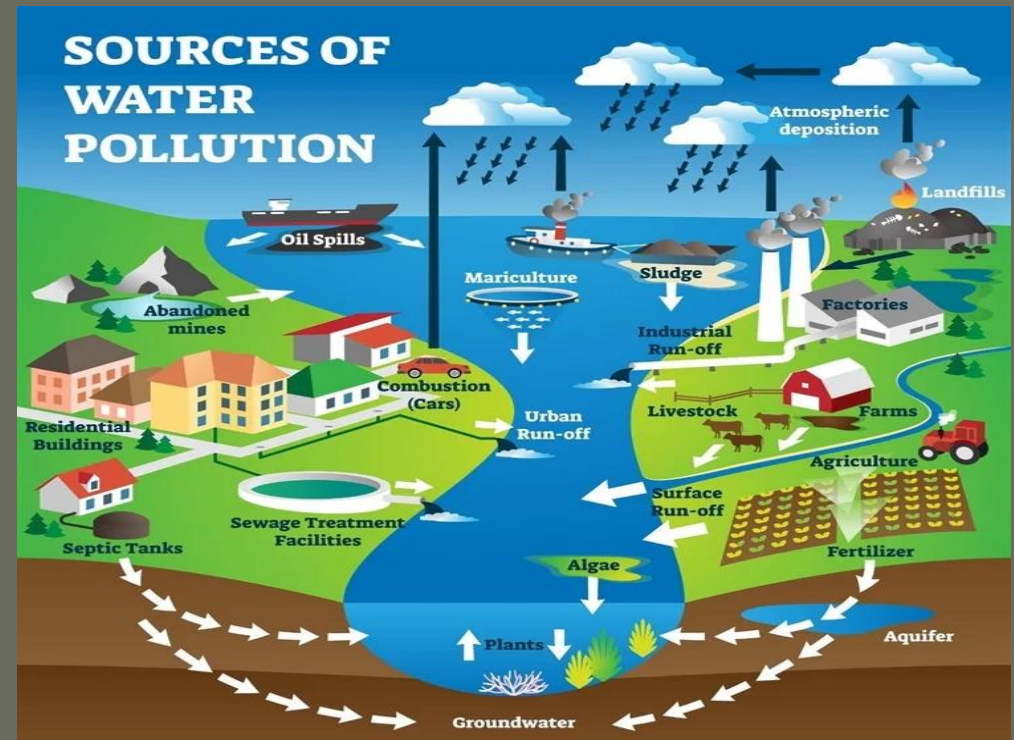 SOURCES OF
WATER
POLLUTION
Atmospheric
deposition
Landfills
Oil Spills
Mariculture
Sludge
Abandoned
mines
Factories
Industrial
Run-off
Combustion
(Cars)
Livestock
Farms
Residential
Buildings
Urban
Run-off
Agriculture
Surface
Run-off
Sewage Treatment
Facilities
Septic Tanks
Fertilizer
Algae
Aquifer
Plants
Groundwater